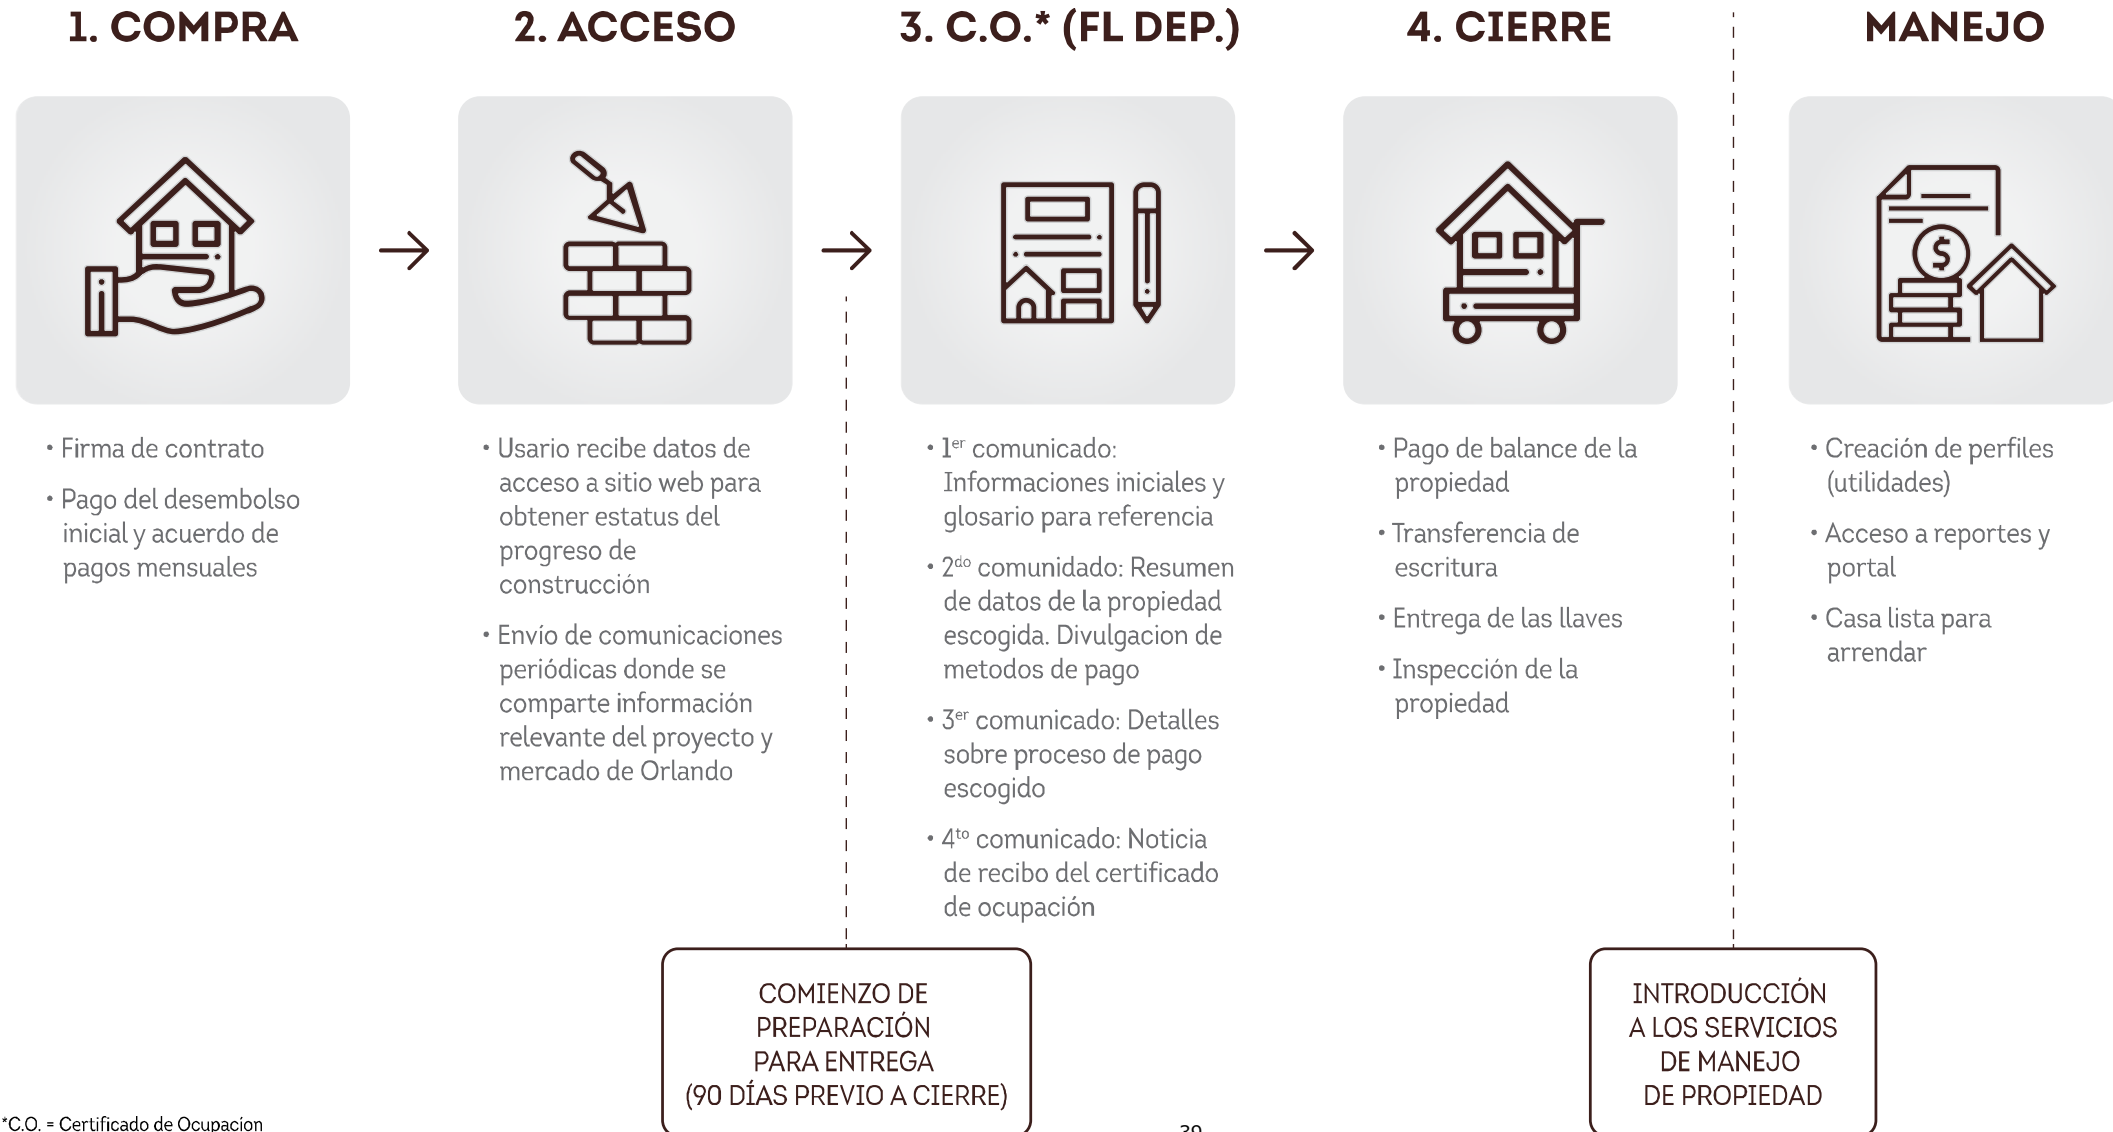 1. COMPRA
2. ACCESO
3. C.O.* (FL DEP.)
4. CIERRE
MANEJO
$
• Firma de contrato
• Pago del desembolso
inicial y acuerdo de
pagos mensuales
• Usario recibe datos de
acceso a sitio web para
obtener estatus del
progreso de
construcción
• Envío de comunicaciones
periódicas donde se
comparte información
relevante del proyecto y
mercado de Orlando
• 1er comunicado:
Informaciones iniciales y
glosario para referencia
• 2do comunidado: Resumen
de datos de la propiedad
escogida. Divulgacion de
metodos de pago
• 3er comunicado: Detalles
sobre proceso de pago
escogido
• 4to comunicado: Noticia
de recibo del certificado
de ocupación
• Pago de balance de la
propiedad
• Transferencia de
escritura
• Entrega de las llaves
• Inspección de la
propiedad
• Creación de perfiles
(utilidades)
• Acceso a reportes y
portal
• Casa lista para
arrendar
COMIENZO DE
PREPARACIÓN
PARA ENTREGA
(90 DÍAS PREVIO A CIERRE)
INTRODUCCIÓN
A LOS SERVICIOS
DE MANEJO
DE PROPIEDAD
*C.O. = Certificado de Ocupacíon